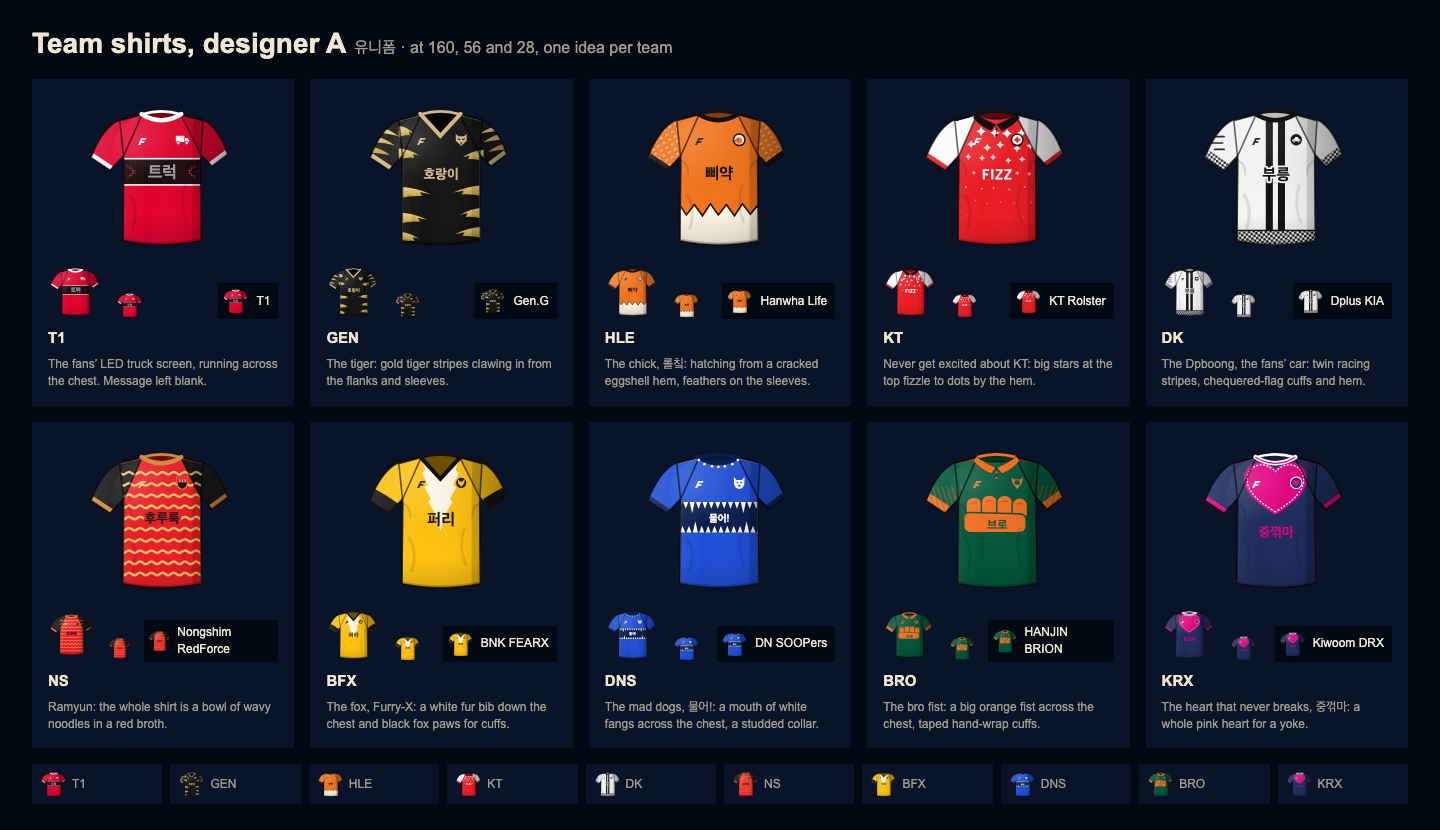 Team shirts, designer A 유니폼 · at 160, 56 and 28, one idea per team
트럭
호랑이
삐약
FIZZ
부릉
T1
Gen.G
Hanwha Life
KT Rolster
Dplus KIA
T1
The fans' LED truck screen, running across
the chest. Message left blank.
GEN
The tiger: gold tiger stripes clawing in from
the flanks and sleeves.
HLE
The chick, 롤칰: hatching from a cracked
eggshell hem, feathers on the sleeves.
KT
Never get excited about KT: big stars at the
top fizzle to dots by the hem.
DK
The Dpboong, the fans' car: twin racing
stripes, chequered-flag cuffs and hem.
후루룩
퍼리
물어!
브로
중꺾마
Nongshim
RedForce
BNK FEARX
DN SOOPers
HANJIN
BRION
Kiwoom DRX
NS
Ramyun: the whole shirt is a bowl of wavy
noodles in a red broth.
BFX
The fox, Furry-X: a white fur bib down the
chest and black fox paws for cuffs.
DNS
The mad dogs, 물어!: a mouth of white
fangs across the chest, a studded collar.
BRO
The bro fist: a big orange fist across the
chest, taped hand-wrap cuffs.
KRX
The heart that never breaks, 중꺾마: a
whole pink heart for a yoke.
T1
GEN
HLE
KT
DK
NS
BFX
DNS
BRO
KRX